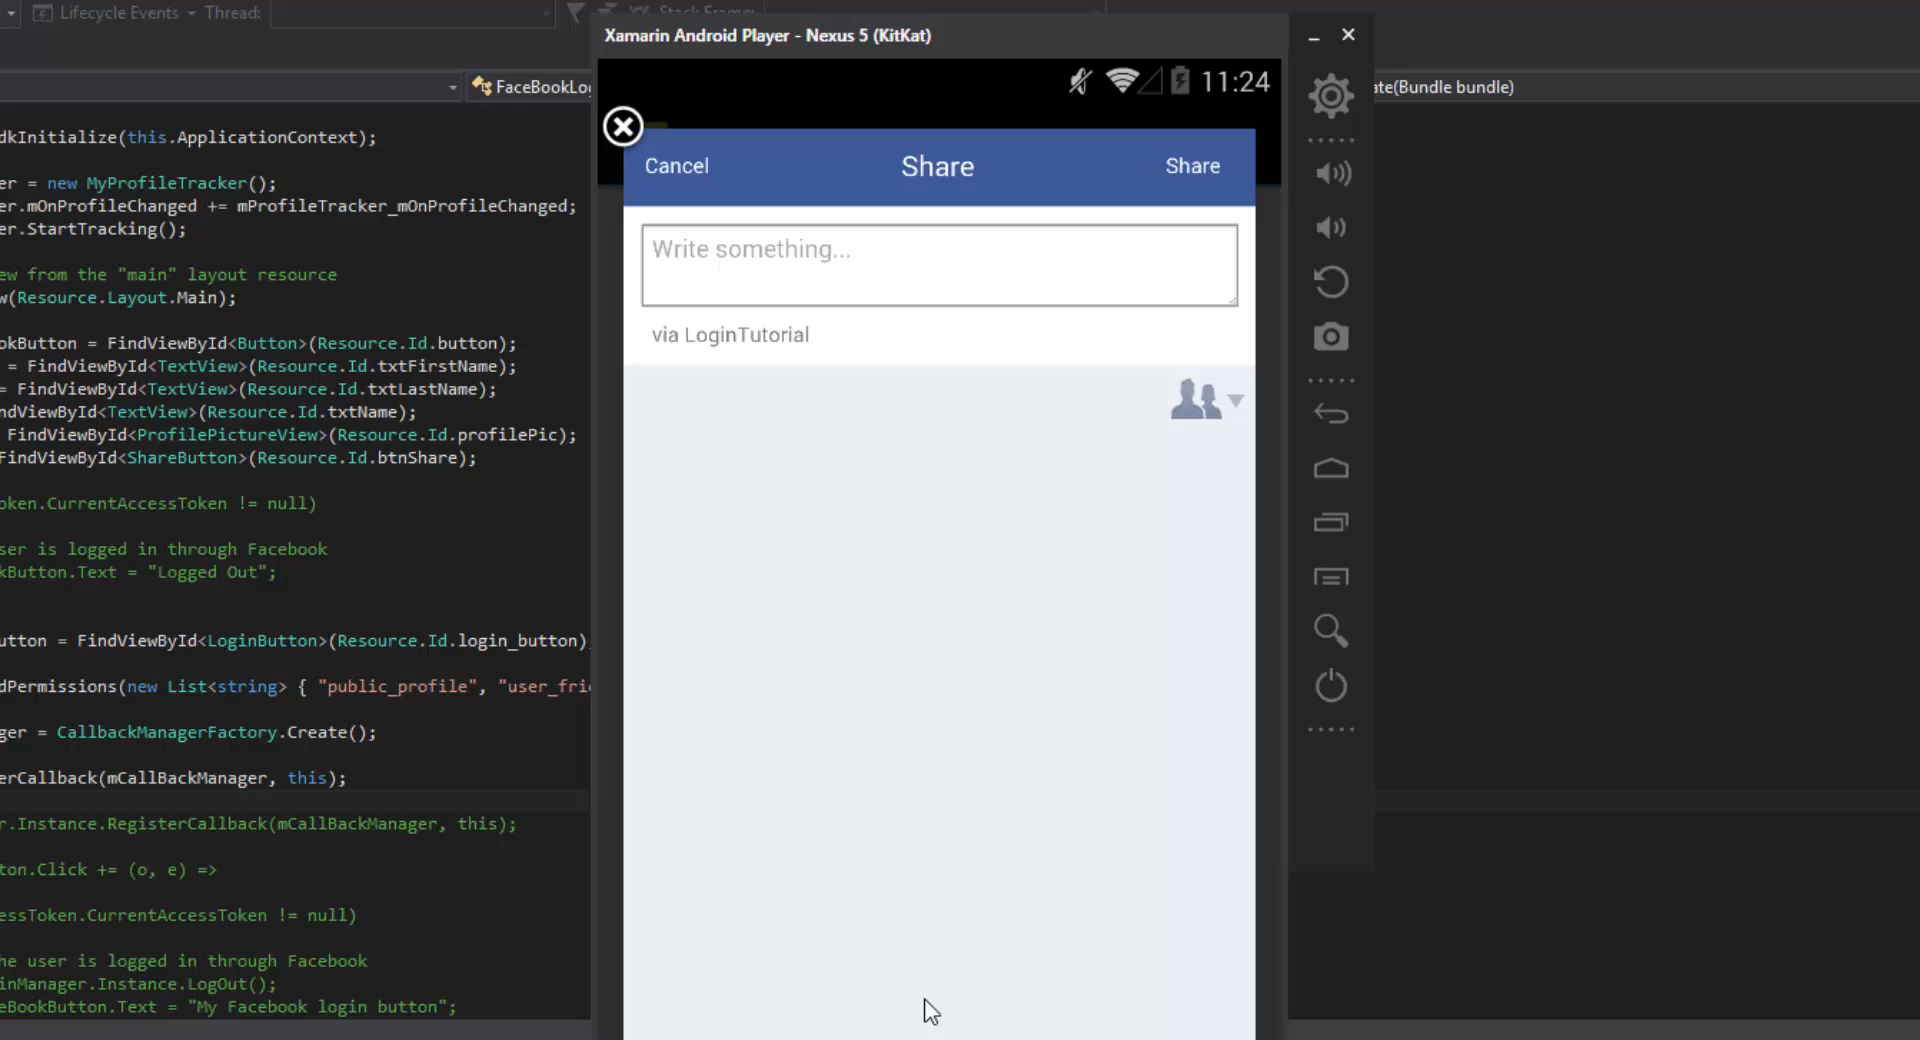 Lifecycle Events
Thread:
Stack Frame
Xamarin Android Player - Nexus 5 (KitKat)
11:24
FaceBookLo
ate(Bundle bundle)
Cancel
Share
Share
Write something...
via LoginTutorial
dkInitialize(this.ApplicationContext);
er = new MyProfileTracker();
er.mOnProfileChanged += mProfileTracker_mOnProfileChanged;
er.StartTracking();
ew from the "main" layout resource
w(Resource.Layout.Main);
okButton = FindViewById<Button>(Resource.Id.button);
= FindViewById<TextView>(Resource.Id.txtFirstName);
= FindViewById<TextView>(Resource.Id.txtLastName);
ndViewById<TextView>(Resource.Id.txtName);
FindViewById<ProfilePictureView>(Resource.Id.profilePic);
FindViewById<ShareButton>(Resource.Id.btnShare);
oken.CurrentAccessToken != null)
ser is logged in through Facebook
kButton.Text = "Logged Out";
utton = FindViewById<LoginButton>(Resource.Id.login_button)
dPermissions(new List<string> { "public_profile", "user_frie
ger = CallbackManagerFactory.Create();
erCallback(mCallBackManager, this);
r.Instance.RegisterCallback(mCallBackManager, this);
ton.Click += (o, e) =>
essToken.CurrentAccessToken != null)
he user is logged in through Facebook
inManager.Instance.LogOut();
eBookButton.Text = "My Facebook login button";